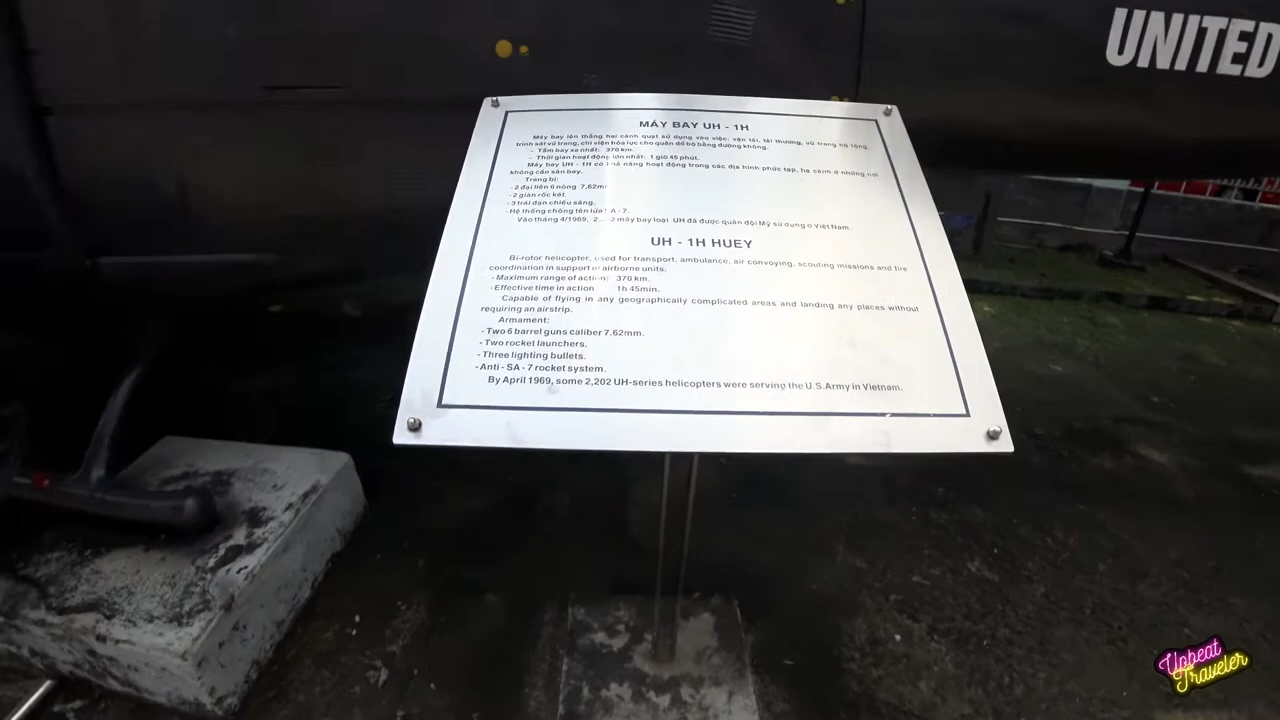 UNITED
MÁY BAY UH - 1H
Máy bay lên thẳng hai cánh quạt sử dụng vào việc: vận tải, tải thương, vũ trang hộ tống,
trinh sát vũ trang, chi viện hỏa lực cho quân đổ bộ bằng đường không.
- Tầm bay xa nhất: 370 km.
- Thời gian hoạt động lớn nhất: 1 giờ 45 phút.
Máy bay UH - 1H có năng hoạt động trong các địa hình phức tạp, hạ cánh ở những nơi
không cần sân bay.
Trang bị:
- 2 đại liên 6 nòng 7,62m
- 2 giàn rốc két.
- 3 trái đạn chiếu sáng.
- Hệ thống chống tên lửa A - 7.
Vào tháng 4/1969, 2 2 máy bay loại UH đã được quân đội Mỹ sử dụng ở Việt Nam.
UH - 1H HUEY
Bi-rotor helicopter, used for transport, ambulance, air convoying, scouting missions and fire
coordination in support of airborne units.
- Maximum range of action: 370 km.
- Effective time in action 1h 45min.
Capable of flying in any geographically complicated areas and landing any places without
requiring an airstrip.
Armament:
- Two 6 barrel guns caliber 7.62mm.
- Two rocket launchers.
- Three lighting bullets.
- Anti - SA - 7 rocket system.
By April 1969, some 2,202 UH-series helicopters were serving the U.S.Army in Vietnam.
Upbeat
Traveler